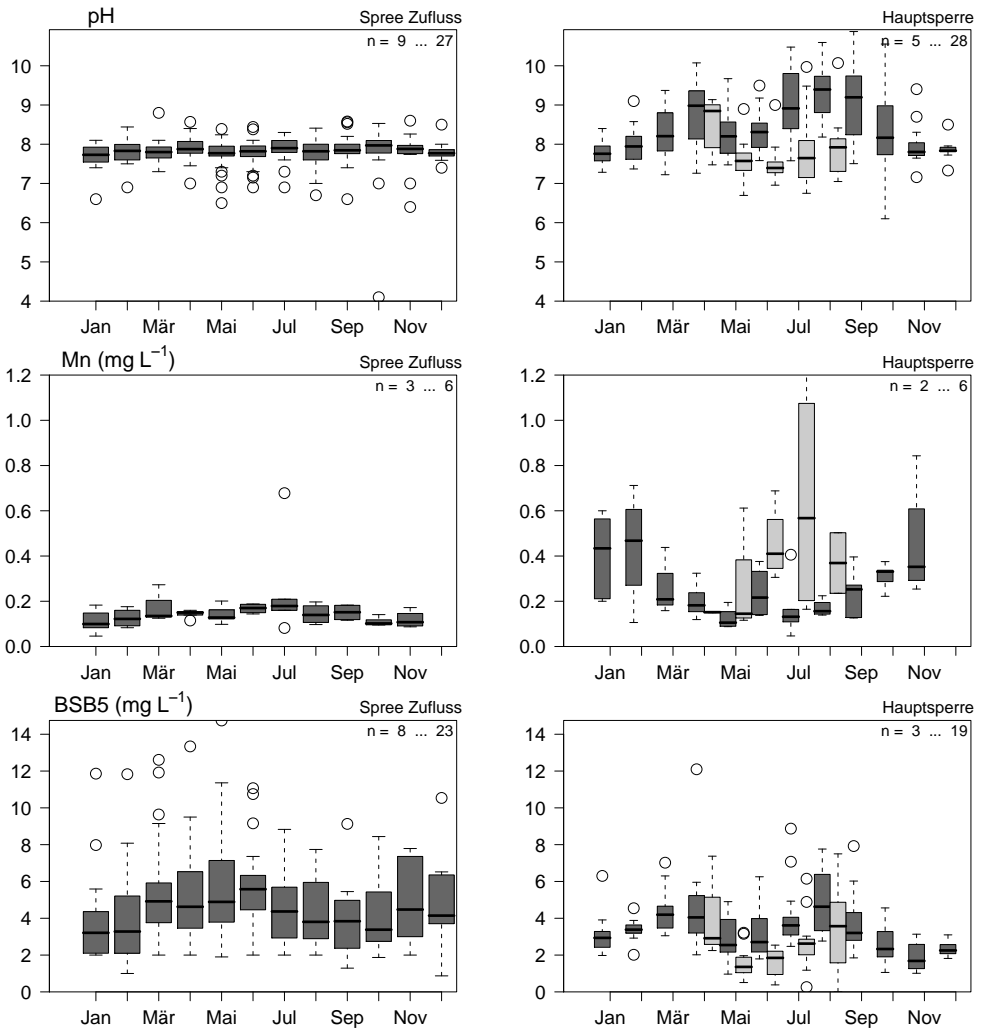 pH Spree Zufluss Hauptsperre
n = 9 ... 27 n = 5 ... 28
10 10
9 9
8 8
7 7
6 6
5 5
4 4
Jan Mär Mai Jul Sep Nov Jan Mär Mai Jul Sep Nov
Mn (mg L⁻¹) Spree Zufluss Hauptsperre
1.2 n = 3 ... 6 1.2 n = 2 ... 6
1.0 1.0
0.8 0.8
0.6 0.6
0.4 0.4
0.2 0.2
0.0 0.0
Jan Mär Mai Jul Sep Nov Jan Mär Mai Jul Sep Nov
BSB5 (mg L⁻¹) Spree Zufluss Hauptsperre
14 n = 8 ... 23 14 n = 3 ... 19
12 12
10 10
8 8
6 6
4 4
2 2
0 0
Jan Mär Mai Jul Sep Nov Jan Mär Mai Jul Sep Nov